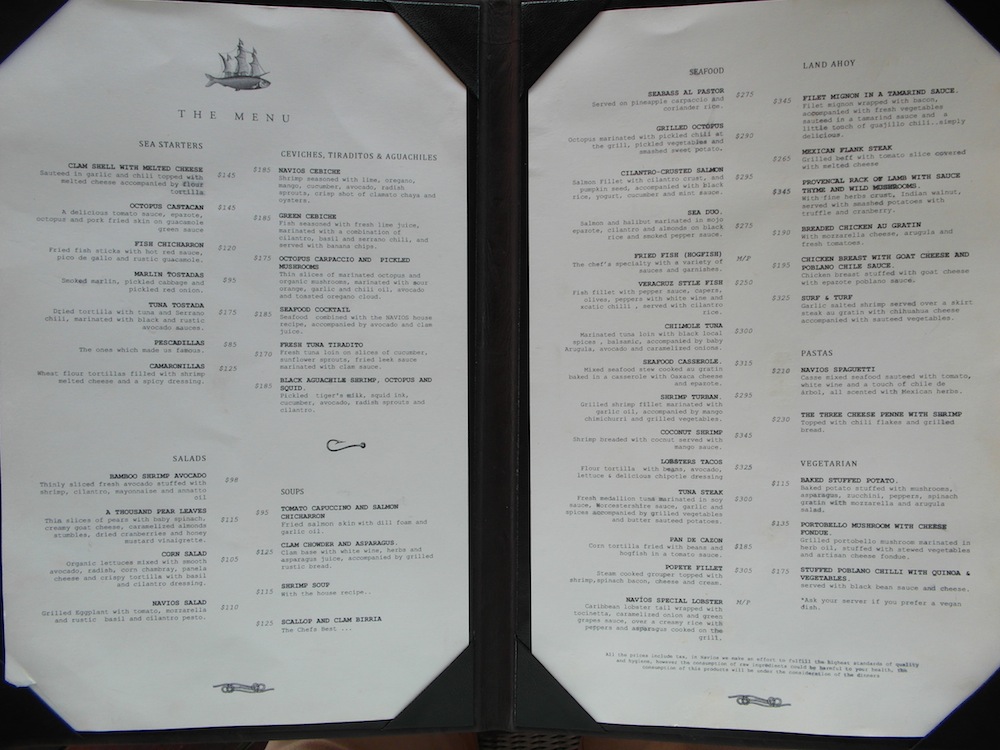 THE MENU
SEA STARTERS
CLAM SHELL WITH MELTED CHEESE $145
Sauteed in garlic and chili topped with
melted cheese accompanied by flour
tortilla
OCTOPUS CASTACAN $145
A delicious tomato sauce, epazote,
octopus and pork fried skin on guacamole
green sauce
FISH CHICHARRON $120
Fried fish sticks with hot red sauce,
pico de gallo and rustic guacamole.
MARLIN TOSTADAS $95
Smoked marlin, pickled cabbage and
pickled red onion.
TUNA TOSTADA $175
Dried tortilla with tuna and Serrano
chili, marinated with black and rustic
avocado sauces.
PESCADILLAS $85
The ones which made us famous.
CAMARONILLAS $125
Wheat flour tortillas filled with shrimp
melted cheese and a spicy dressing.
SALADS
BAMBOO SHRIMP AVOCADO $98
Thinly sliced fresh avocado stuffed with
shrimp, cilantro, mayonnaise and annatto
oil
A THOUSAND PEAR LEAVES $115
Thin slices of pears with baby spinach,
creamy goat cheese, caramelized almonds
stumbles, dried cranberries and honey
mustard vinaigrette.
CORN SALAD $105
Organic lettuces mixed with smooth
avocado, radish, corn chambray, panela
cheese and crispy tortilla with basil
and cilantro dressing.
NAVIOS SALAD $110
Grilled Eggplant with tomato, mozzarella
and rustic basil and cilantro pesto.
CEVICHES, TIRADITOS & AGUACHILES
$185 NAVIOS CEBICHE
Shrimp seasoned with lime, oregano,
mango, cucumber, avocado, radish
sprouts, crisp shot of clamato chaya and
oysters.
$185 GREEN CEBICHE
Fish seasoned with fresh lime juice,
marinated with a combination of
cilantro, basil and serrano chili, and
served with banana chips.
$175 OCTOPUS CARPACCIO AND PICKLED
MUSHROOMS
Thin slices of marinated octopus and
organic mushrooms, marinated with sour
orange, garlic and chili oil, avocado
and toasted oregano cloud.
$185 SEAFOOD COCKTAIL
Seafood combined with the NAVIOS house
recipe, accompanied by avocado and clam
juice.
$170 FRESH TUNA TIRADITO
Fresh tuna loin on slices of cucumber,
sunflower sprouts, fried leek sauce
marinated with clam sauce.
$185 BLACK AGUACHILE SHRIMP, OCTOPUS AND
SQUID.
Pickled tiger's milk, squid ink,
cucumber, avocado, radish sprouts and
cilantro.
SOUPS
$95 TOMATO CAPUCCINO AND SALMON
CHICHARRON
Fried salmon skin with dill foam and
garlic oil.
$125 CLAM CHOWDER AND ASPARAGUS.
Clam base with white wine, herbs and
asparagus juice, accompanied by grilled
rustic bread.
$115 SHRIMP SOUP
With the house recipe..
$125 SCALLOP AND CLAM BIRRIA
The Chefs Best ...
SEAFOOD
SEABASS AL PASTOR $275
Served on pineapple carpaccio and
coriander rice.
GRILLED OCTOPUS $290
Octopus marinated with pickled chili at
the grill, pickled vegetables and
smashed sweet potato.
CILANTRO-CRUSTED SALMON $295
Salmon Fillet with cilantro crust, and
pumpkin seed, accompanied with black
rice, yogurt, cucumber and mint sauce.
SEA DUO. $275
Salmon and halibut marinated in mojo
epazote, cilantro and almonds on black
rice and smoked pepper sauce.
FRIED FISH (HOGFISH) M/P
The chef's specialty with a variety of
sauces and garnishes.
VERACRUZ STYLE FISH $250
Fish fillet with pepper sauce, capers,
olives, peppers with white wine and
exotic chilli . served with cilantro
rice.
CHILMOLE TUNA $300
Marinated tuna loin with black local
spices , balsamic, accompanied by baby
Arugula, avocado and caramelized onions.
SEAFOOD CASSEROLE. $315
Mixed seafood stew cooked au gratin
baked in a casserole with Oaxaca cheese
and epazote.
SHRIMP TURBAN. $295
Grilled shrimp fillet marinated with
garlic oil, accompanied by mango
chimichurri and grilled vegetables.
COCONUT SHRIMP $345
Shrimp breaded with coconut served with
mango sauce.
LOBSTERS TACOS $325
Flour tortilla with beans, avocado,
lettuce & delicious chipotle dressing
TUNA STEAK $300
Fresh medallion tuna marinated in soy
sauce, Worcestershire sauce, garlic and
spices accompanied by grilled vegetables
and butter sauteed potatoes.
PAN DE CAZON $185
Corn tortilla fried with beans and
hogfish in a tomato sauce.
POPEYE FILLET $305
Steam cooked grouper topped with
shrimp,spinach bacon, cheese and cream.
NAVÍOS SPECIAL LOBSTER M/P
Caribbean lobster tail wrapped with
tocinetta, caramelized onion and green
grapes sauce, over a creamy rice with
peppers and asparagus cooked on the
grill.
LAND AHOY
$345 FILET MIGNON IN A TAMARIND SAUCE.
Filet mignon wrapped with bacon,
accompanied with fresh vegetables
sauteed in a tamarind sauce and a
little touch of guajillo chili..simply
delicious.
$265 MEXICAN FLANK STEAK
Grilled beff with tomato slice covered
with melted cheese
$345 PROVENCAL RACK OF LAMB WITH SAUCE
THYME AND WILD MUSHROOMS.
With fine herbs crust, Indian walnut,
served with smashed potatoes with
truffle and cranberry.
$190 BREADED CHICKEN AU GRATIN
With mozzarella cheese, arugula and
fresh tomatoes.
$195 CHICKEN BREAST WITH GOAT CHEESE AND
POBLANO CHILE SAUCE.
Chicken breast stuffed with goat cheese
with epazote poblano sauce.
$325 SURF & TURF
Garlic salted shrimp served over a skirt
steak au gratin with chihuahua cheese
accompanied with sauteed vegetables.
PASTAS
$210 NAVIOS SPAGUETTI
Casse mixed seafood sauteed with tomato,
white wine and a touch of chile de
árbol, all scented with Mexican herbs.
$230 THE THREE CHEESE PENNE WITH SHRIMP
Topped with chili flakes and grilled
bread.
VEGETARIAN
$115 BAKED STUFFED POTATO.
Baked potato stuffed with mushrooms,
asparagus, zucchini, peppers, spinach
gratin with mozzarella and arugula
salad.
$135 PORTOBELLO MUSHROOM WITH CHEESE
FONDUE.
Grilled portobello mushroom marinated in
herb oil, stuffed with stewed vegetables
and artisan cheese fondue.
$175 STUFFED POBLANO CHILLI WITH QUINOA &
VEGETABLES.
served with black bean sauce and cheese.
*Ask your server if you prefer a vegan
dish.
All the prices include tax, in Navios we make an effort to fulfill the highest standards of quality
and hygiene, however the consumption of raw ingredients could be harmful to your health, the
consumption of this products will be under the consideration of the dinners